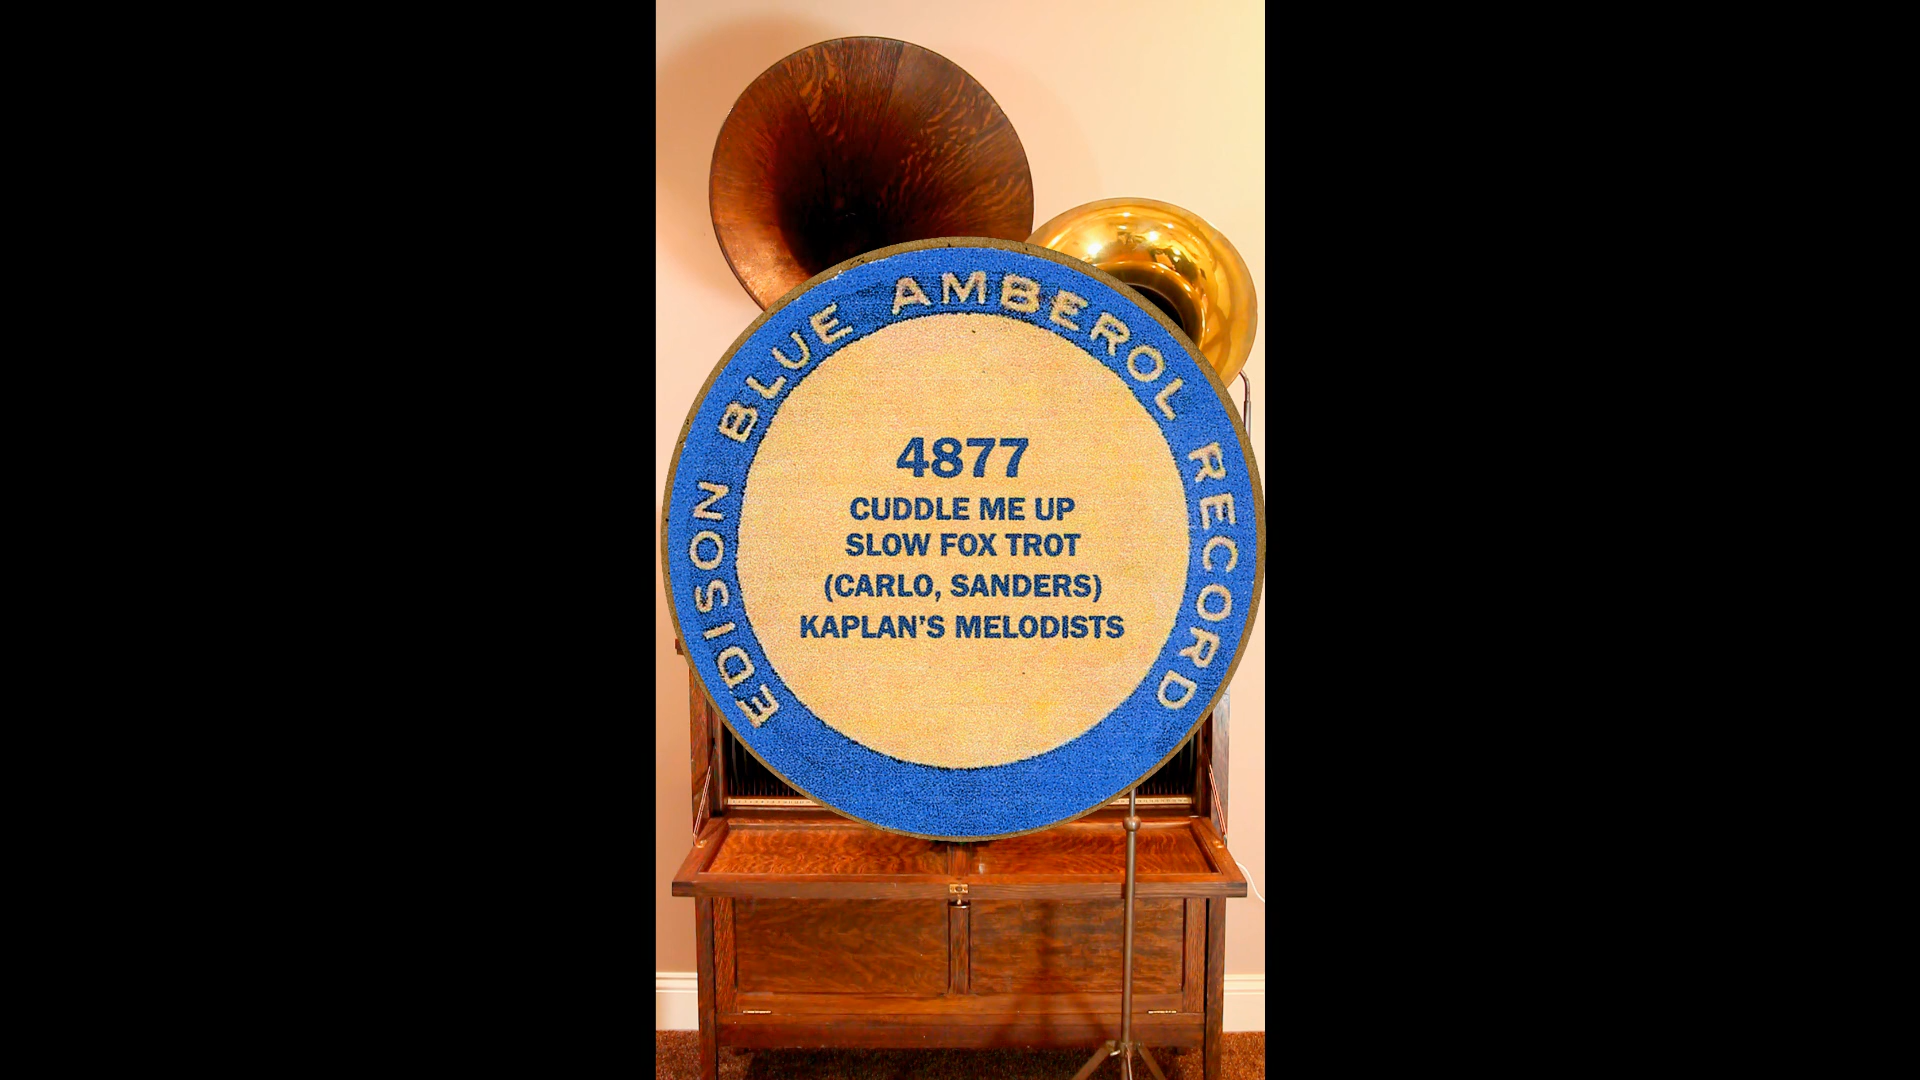 EDISON BLUE AMBEROL RECORD
4877
CUDDLE ME UP
SLOW FOX TROT
(CARLO, SANDERS)
KAPLAN'S MELODISTS